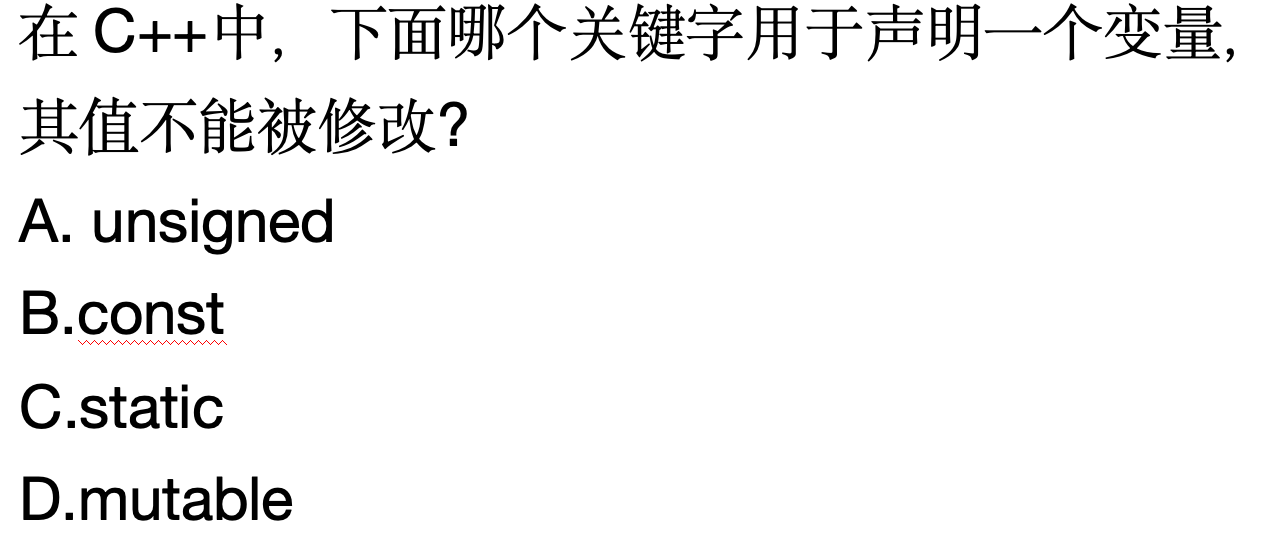 在 C++中，下面哪个关键字用于声明一个变量，
其值不能被修改?
A. unsigned
B.const
C.static
D.mutable